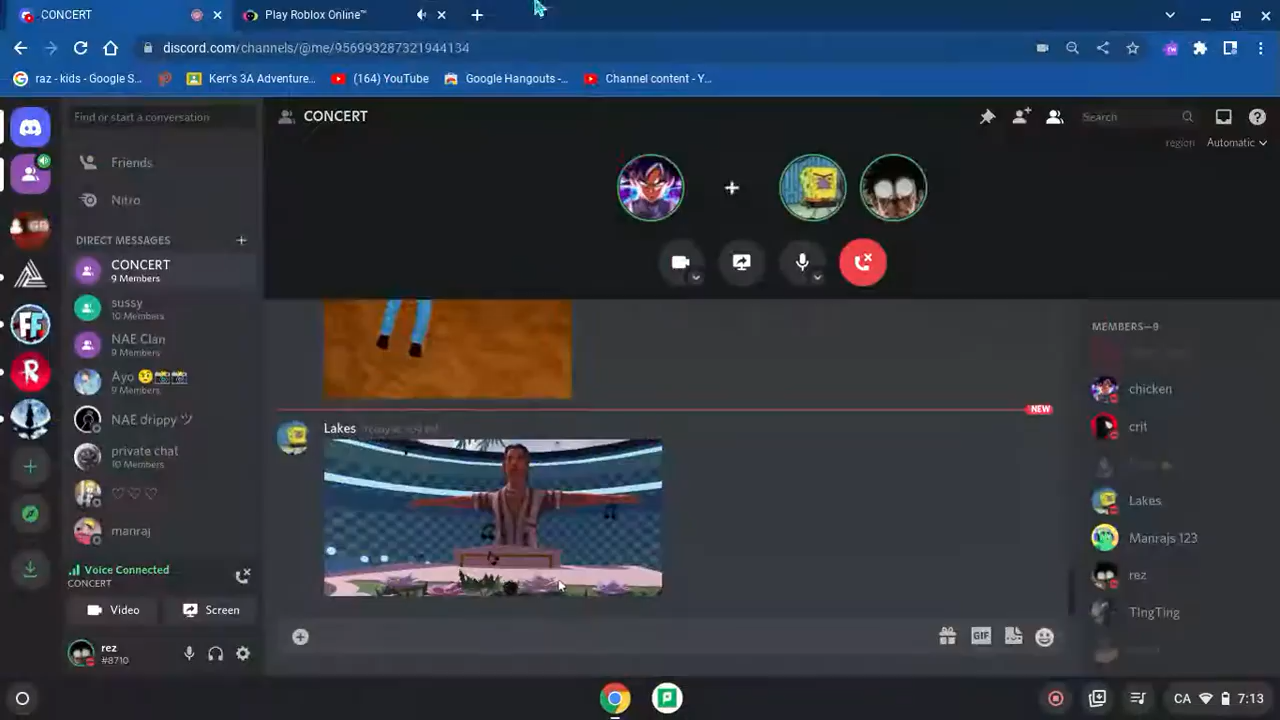 CONCERT
Play Roblox Online™
discord.com/channels/@me/956993287321944134
raz - kids - Google S...
Kerr's 3A Adventure...
(164) YouTube
Google Hangouts -...
Channel content - Y...
Find or start a conversation
CONCERT
Search
region
Automatic
Friends
Nitro
DIRECT MESSAGES
CONCERT
9 Members
sussy
10 Members
NAE Clan
9 Members
Ayo 🤨📸📸
9 Members
NAE drippy ツ
private chat
10 Members
♡ ♡ ♡
manraj
Voice Connected
CONCERT
Video
Screen
rez
#8710
NEW
Lakes
GIF
MEMBERS—9
chicken
crit
Lakes
Manrajs 123
rez
TIngTing
CA
7:13